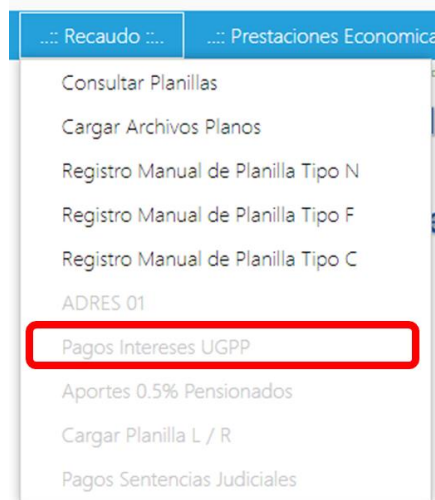 ..:: Recaudo ::.. ..:: Prestaciones Economica
Consultar Planillas
Cargar Archivos Planos
Registro Manual de Planilla Tipo N
Registro Manual de Planilla Tipo F
Registro Manual de Planilla Tipo C
ADRES 01
Pagos Intereses UGPP
Aportes 0.5% Pensionados
Cargar Planilla L / R
Pagos Sentencias Judiciales